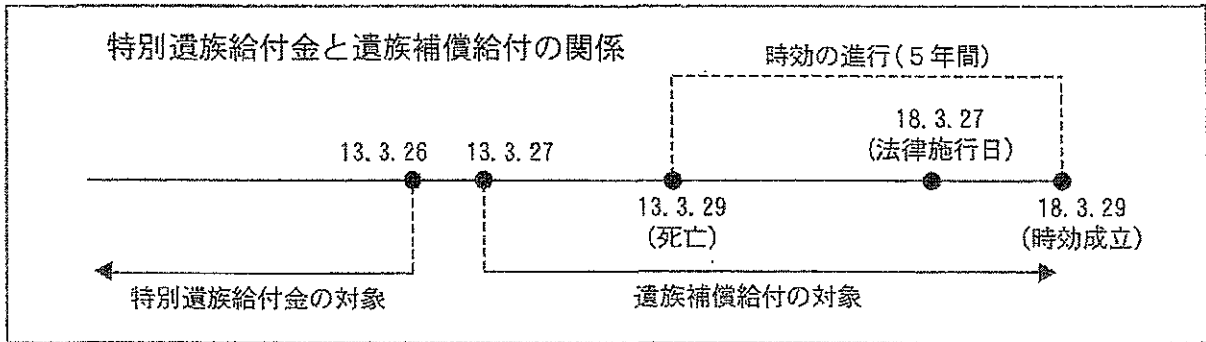 特別遺族給付金と遺族補償給付の関係
時効の進行(5年間)
18.3.27
(法律施行日)
13.3.26
13.3.27
13.3.29
(死亡)
18.3.29
(時効成立)
特別遺族給付金の対象
遺族補償給付の対象